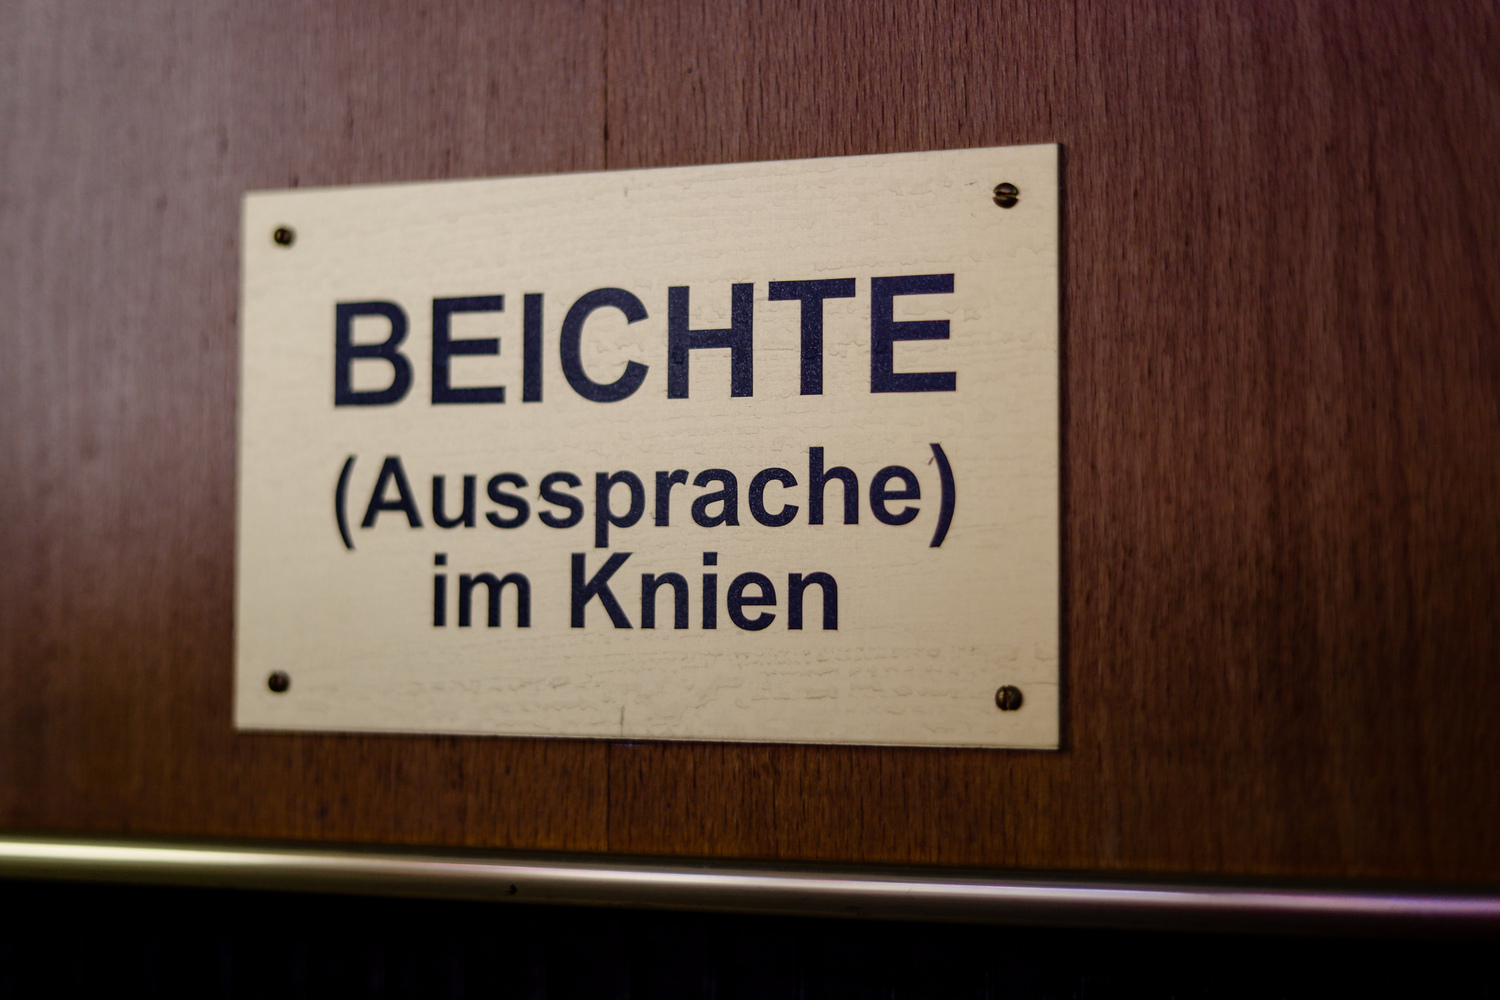 BEICHTE
(Aussprache)
im Knien